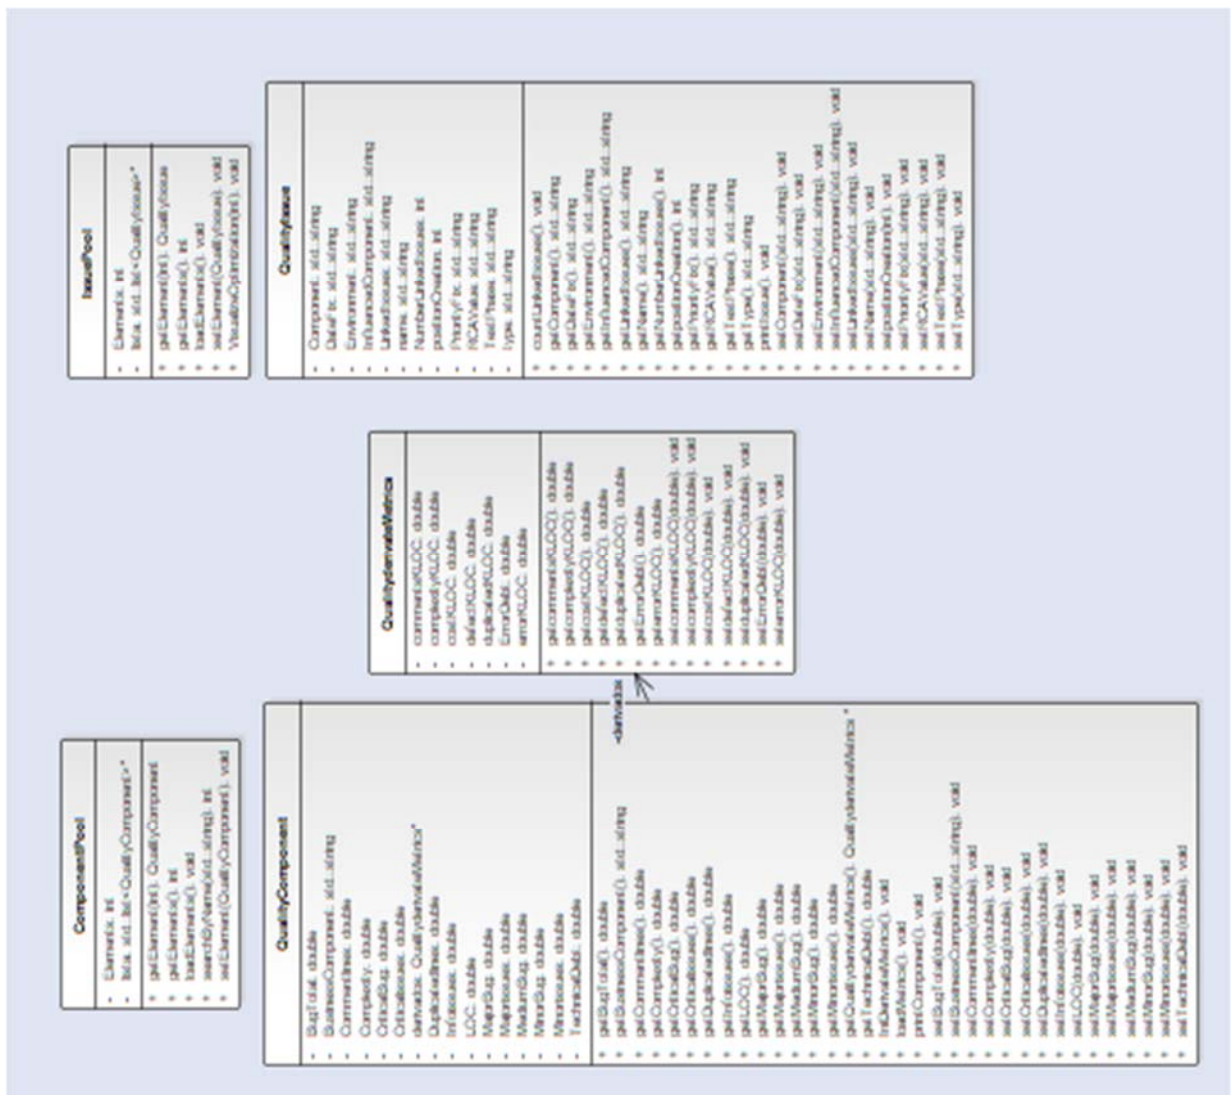 ComponentPool
- Elements: int
- lista: std::list<QualityComponent>*
+ getElement(int): QualityComponent
+ getElements(): int
+ loadElements(): void
+ searchByName(std::string): int
+ setElement(QualityComponent): void
QualityComponent
- BugTotal: double
- BusinessComponent: std::string
- Commentlines: double
- Complexity: double
- CriticalBug: double
- CriticalIssues: double
- derivadas: QualityderivateMetrics*
- Duplicatedlines: double
- InfoIssues: double
- LOC: double
- MajorBug: double
- MajorIssues: double
- MediumBug: double
- MinorBug: double
- MinorIssues: double
- TechnicalDebt: double
+ getBugTotal(): double
+ getBusinessComponent(): std::string
+ getCommentlines(): double
+ getComplexity(): double
+ getCriticalBug(): double
+ getCriticalIssues(): double
+ getDuplicatedlines(): double
+ getInfoIssues(): double
+ getLOC(): double
+ getMajorBug(): double
+ getMajorIssues(): double
+ getMediumBug(): double
+ getMinorBug(): double
+ getMinorIssues(): double
+ getQualityderivateMetrics(): QualityderivateMetrics*
+ getTechnicalDebt(): double
+ loadMetrics(): void
+ printComponent(): void
+ setBugTotal(double): void
+ setBusinessComponent(std::string): void
+ setCommentlines(double): void
+ setComplexity(double): void
+ setCriticalBug(double): void
+ setCriticalIssues(double): void
+ setDuplicatedlines(double): void
+ setInfoIssues(double): void
+ setLOC(double): void
+ setMajorBug(double): void
+ setMajorIssues(double): void
+ setMediumBug(double): void
+ setMinorBug(double): void
+ setMinorIssues(double): void
+ setTechnicalDebt(double): void
-derivadas
QualityderivateMetrics
- commentsKLOC: double
- complexityKLOC: double
- costKLOC: double
- defectKLOC: double
- duplicatedKLOC: double
- ErrorDebt: double
- errorKLOC: double
+ getcommentsKLOC(): double
+ getcomplexityKLOC(): double
+ getcostKLOC(): double
+ getdefectKLOC(): double
+ getduplicatedKLOC(): double
+ getErrorDebt(): double
+ geterrorKLOC(): double
+ setcommentsKLOC(double): void
+ setcomplexityKLOC(double): void
+ setcostKLOC(double): void
+ setdefectKLOC(double): void
+ setduplicatedKLOC(double): void
+ setErrorDebt(double): void
+ seterrorKLOC(double): void
IssuePool
- Elements: int
- lista: std::list<QualityIssue>*
+ getElement(int): QualityIssue
+ getElements(): int
+ loadElements(): void
+ setElement(QualityIssue): void
+ VisualizeOptimization(int): void
QualityIssue
- Component: std::string
- DateFix: std::string
- Environment: std::string
- InfluencedComponent: std::string
- LinkedIssues: std::string
- name: std::string
- NumberLinkedIssues: int
- positionCreation: int
- PriorityFix: std::string
- RCAValues: std::string
- TestPhase: std::string
- type: std::string
+ countLinkedIssues(): void
+ getComponent(): std::string
+ getDateFix(): std::string
+ getEnvironment(): std::string
+ getInfluencedComponent(): std::string
+ getLinkedIssues(): std::string
+ getName(): std::string
+ getNumberLinkedIssues(): int
+ getpositionCreation(): int
+ getPriorityFix(): std::string
+ getRCAValues(): std::string
+ getTestPhase(): std::string
+ getType(): std::string
+ printIssue(): void
+ setComponent(std::string): void
+ setDateFix(std::string): void
+ setEnvironment(std::string): void
+ setInfluencedComponent(std::string): void
+ setLinkedIssues(std::string): void
+ setName(std::string): void
+ setpositionCreation(int): void
+ setPriorityFix(std::string): void
+ setRCAValues(std::string): void
+ setTestPhase(std::string): void
+ setType(std::string): void